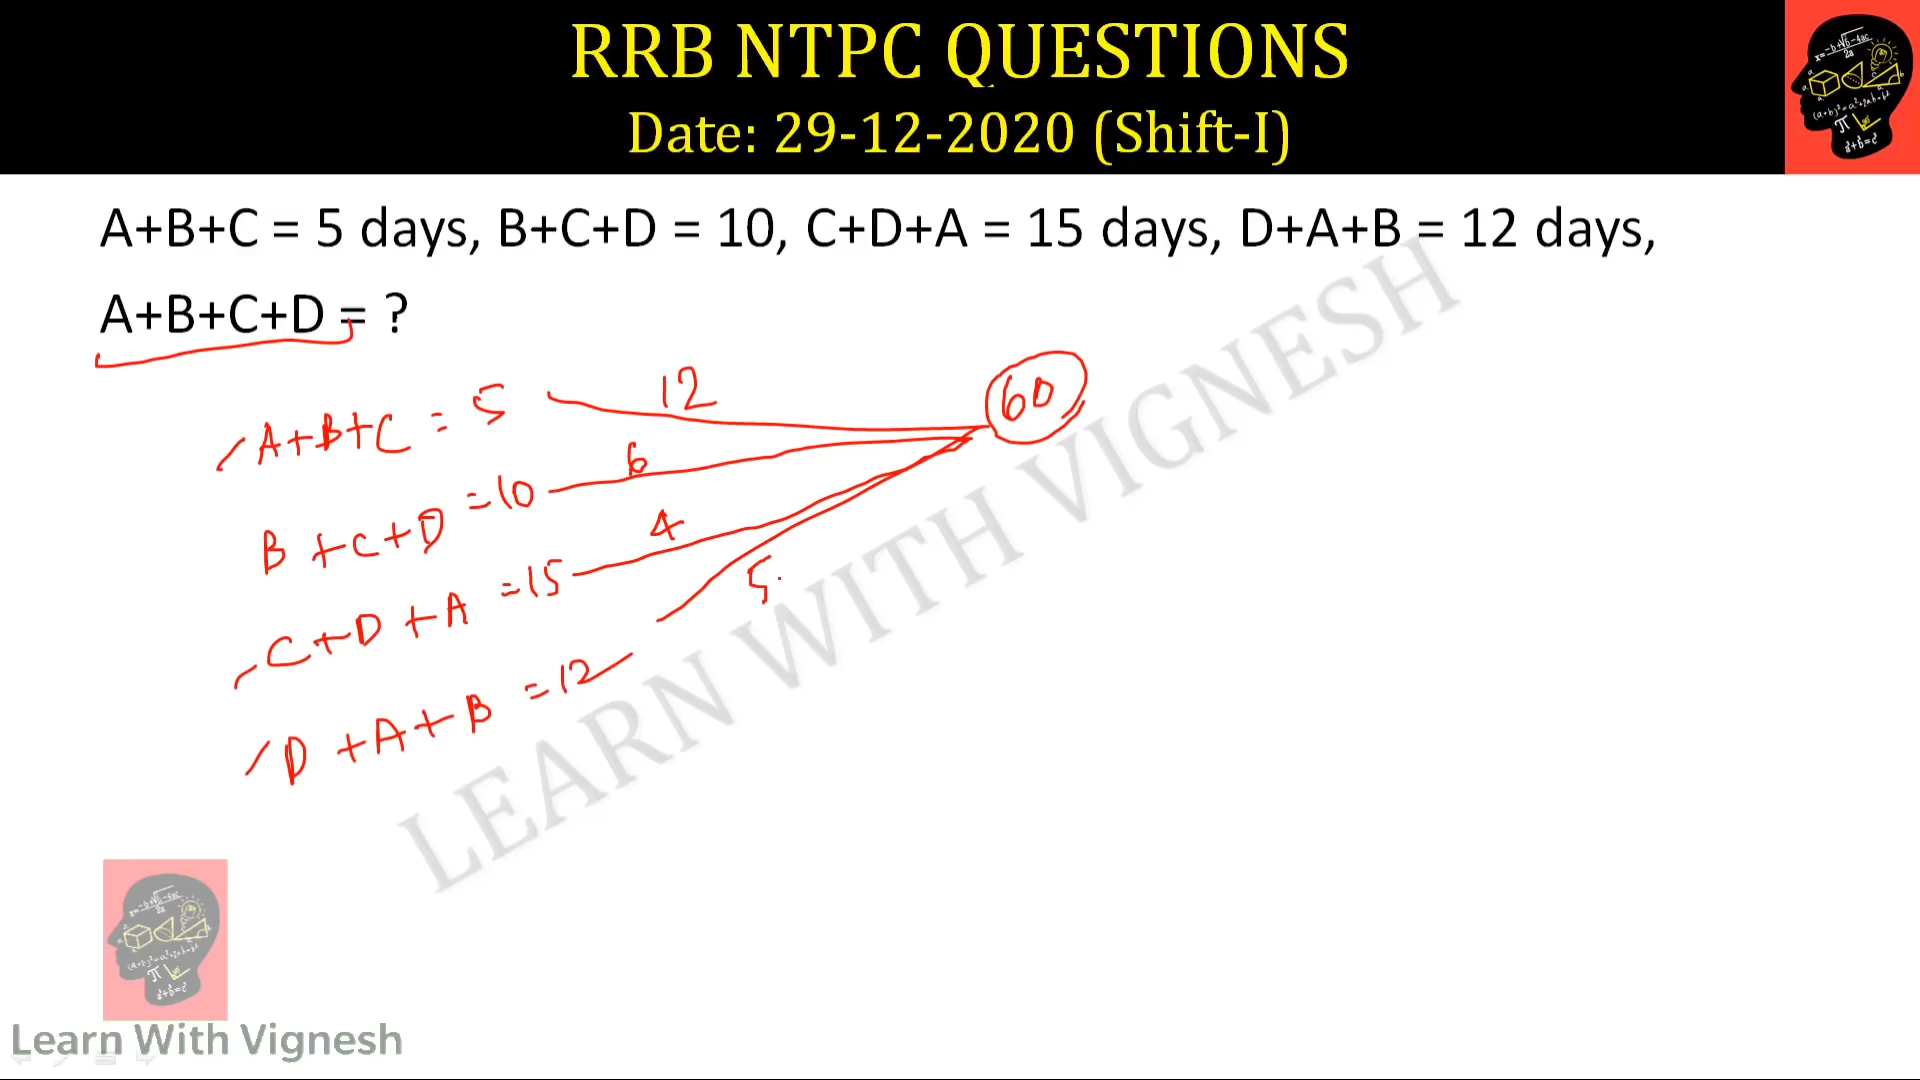 RRB NTPC QUESTIONS
Date: 29-12-2020 (Shift-I)
A+B+C = 5 days, B+C+D = 10, C+D+A = 15 days, D+A+B = 12 days,
A+B+C+D = ?
A+B+C = 5 12 60
B+C+D =10 6
C+D+A =15 4
5
D+A+B =12
LEARN WITH VIGNESH
Learn With Vignesh